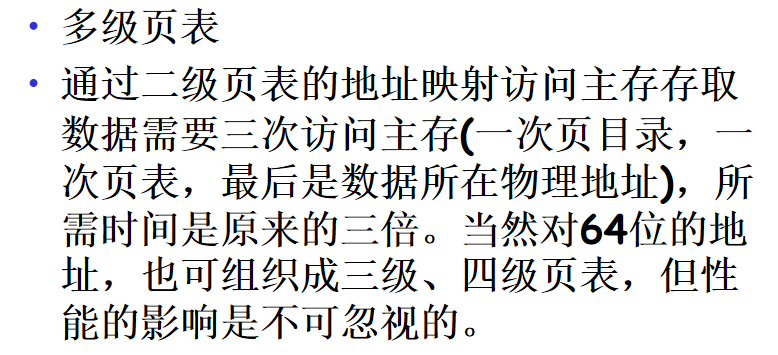 • 多级页表
• 通过二级页表的地址映射访问主存存取
数据需要三次访问主存(一次页目录，一
次页表，最后是数据所在物理地址)，所
需时间是原来的三倍。当然对64位的地
址，也可组织成三级、四级页表，但性
能的影响是不可忽视的。